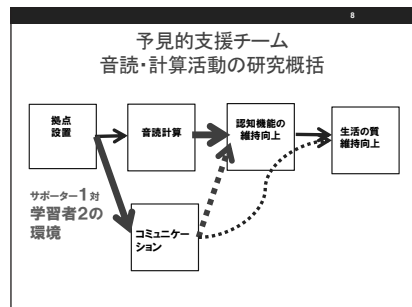 8
予見的支援チーム
音読・計算活動の研究概括
拠点
設置
音読計算
認知機能の
維持向上
生活の質
維持向上
サポーター1対
学習者2の
環境
コミュニケー
ション